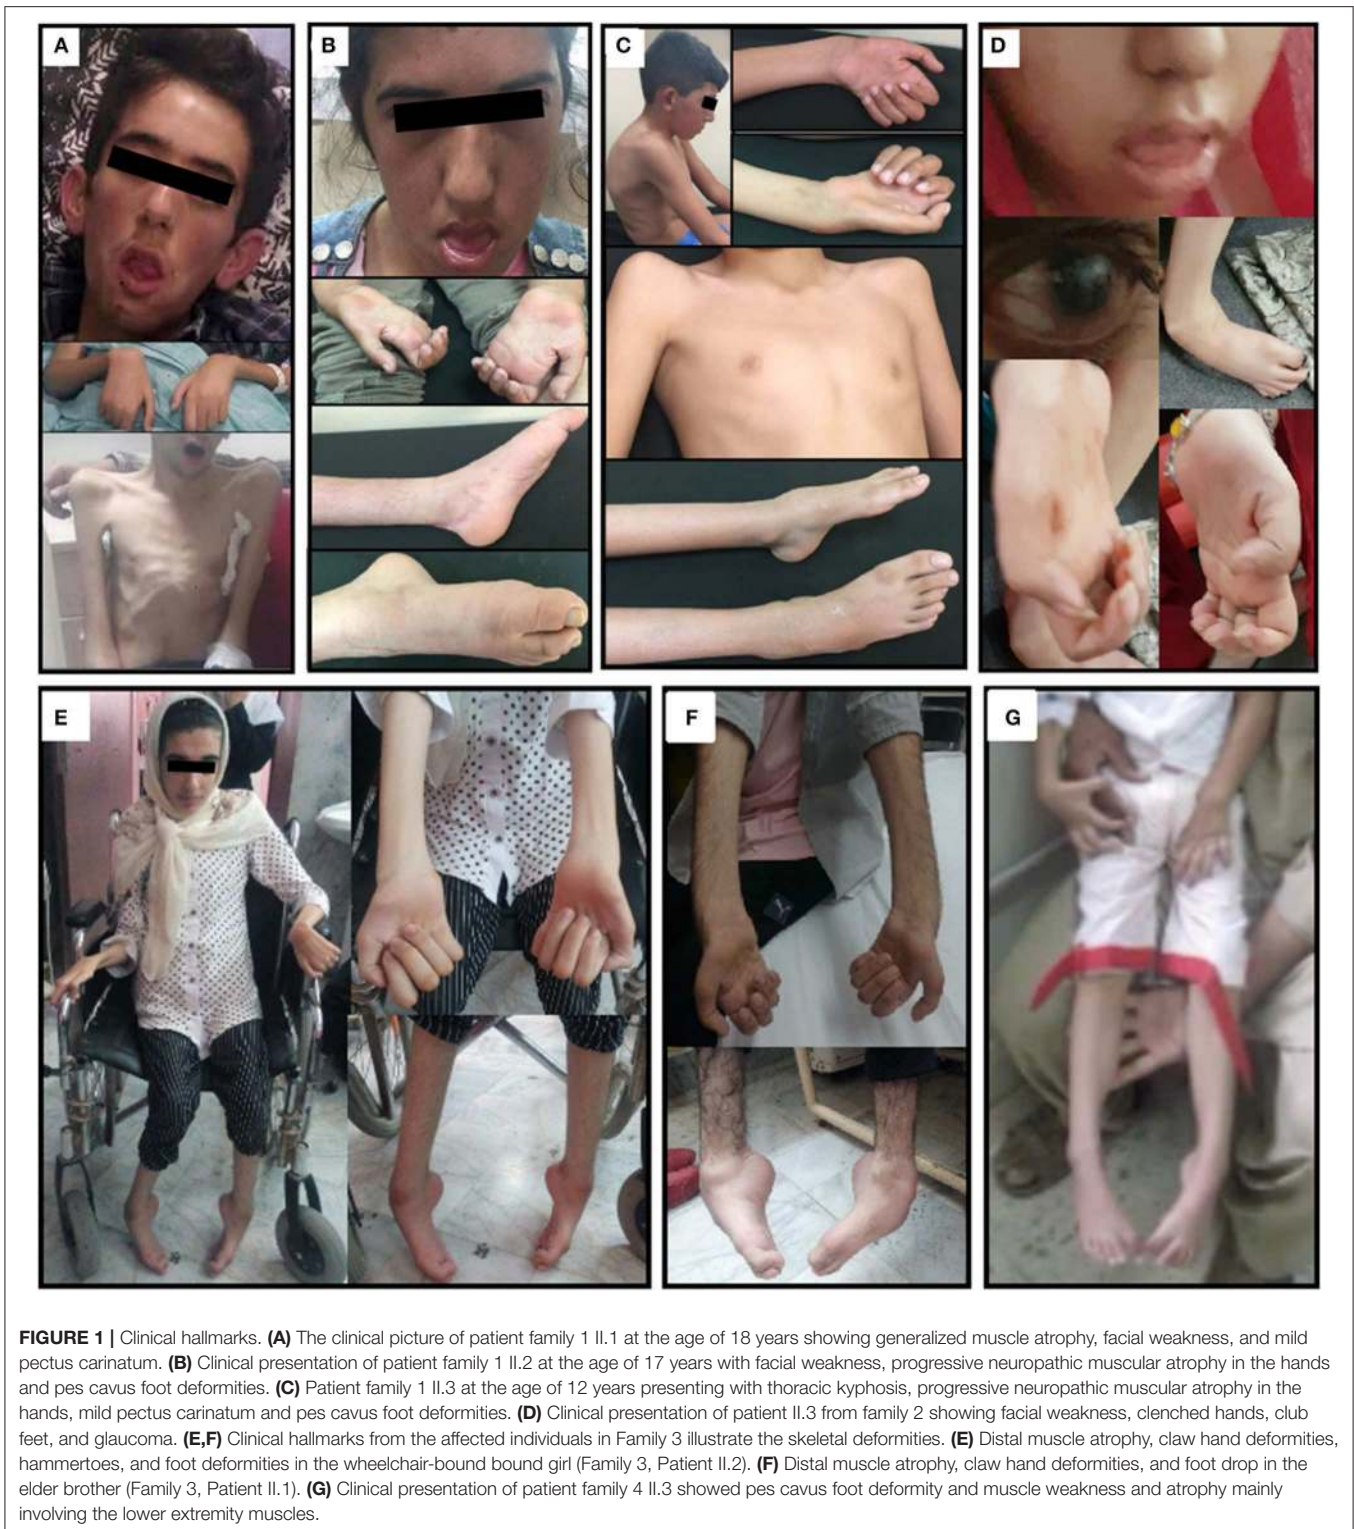 A
B
C
D
E
F
G
FIGURE 1 | Clinical hallmarks. (A) The clinical picture of patient family 1 II.1 at the age of 18 years showing generalized muscle atrophy, facial weakness, and mild
pectus carinatum. (B) Clinical presentation of patient family 1 II.2 at the age of 17 years with facial weakness, progressive neuropathic muscular atrophy in the hands
and pes cavus foot deformities. (C) Patient family 1 II.3 at the age of 12 years presenting with thoracic kyphosis, progressive neuropathic muscular atrophy in the
hands, mild pectus carinatum and pes cavus foot deformities. (D) Clinical presentation of patient II.3 from family 2 showing facial weakness, clenched hands, club
feet, and glaucoma. (E,F) Clinical hallmarks from the affected individuals in Family 3 illustrate the skeletal deformities. (E) Distal muscle atrophy, claw hand deformities,
hammertoes, and foot deformities in the wheelchair-bound bound girl (Family 3, Patient II.2). (F) Distal muscle atrophy, claw hand deformities, and foot drop in the
elder brother (Family 3, Patient II.1). (G) Clinical presentation of patient family 4 II.3 showed pes cavus foot deformity and muscle weakness and atrophy mainly
involving the lower extremity muscles.